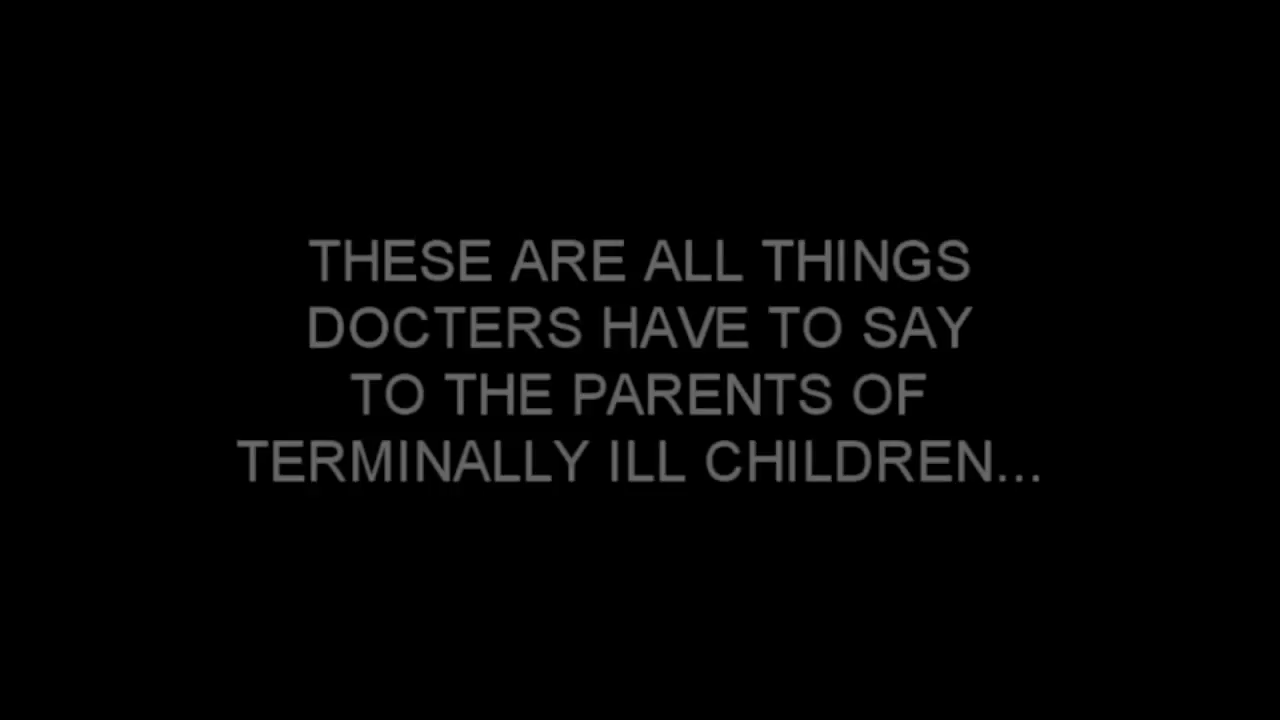 THESE ARE ALL THINGS
DOCTERS HAVE TO SAY
TO THE PARENTS OF
TERMINALLY ILL CHILDREN...